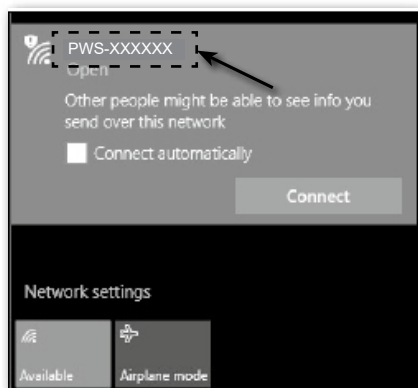 PWS-XXXXXX
Open
Other people might be able to see info you
send over this network
Connect automatically
Connect
Network settings
Available
Airplane mode